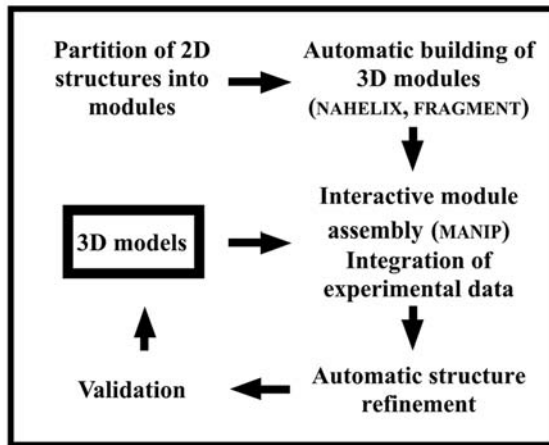 Partition of 2D
structures into
modules
Automatic building of
3D modules
(NAHELIX, FRAGMENT)
Interactive module
assembly (MANIP)
Integration of
experimental data
3D models
Validation
Automatic structure
refinement